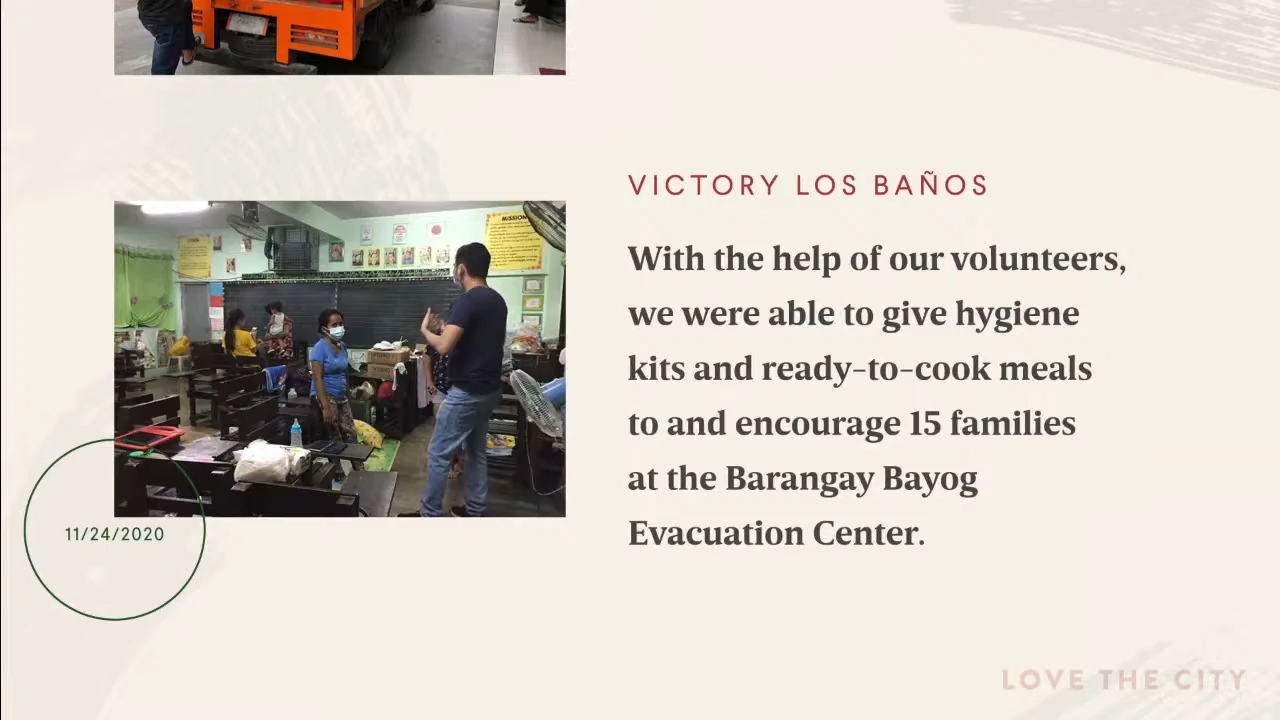 VICTORY LOS BAÑOS
With the help of our volunteers,
we were able to give hygiene
kits and ready-to-cook meals
to and encourage 15 families
at the Barangay Bayog
Evacuation Center.
MISSION
11/24/2020
LOVE THE CITY